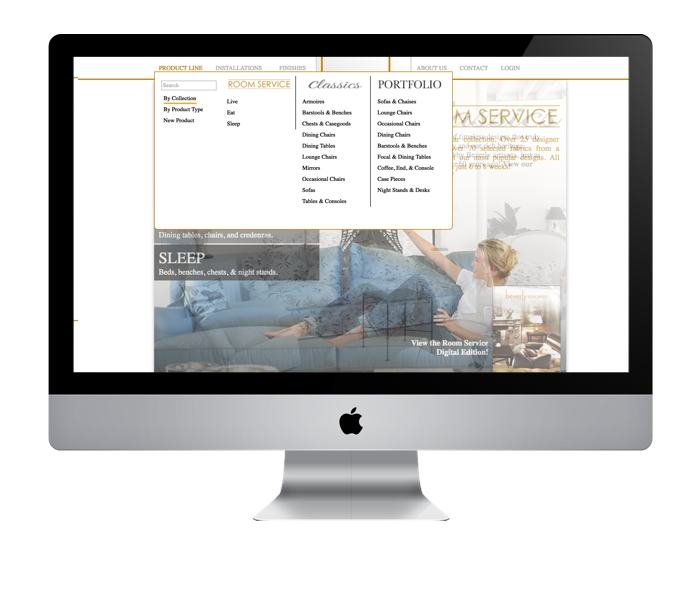 PRODUCT LINE
INSTALLATIONS
FINISHES
ABOUT US
CONTACT
LOGIN
Search
By Collection
By Product Type
New Product
ROOM SERVICE
Live
Eat
Sleep
Classics
Armoires
Barstools & Benches
Chests & Casegoods
Dining Chairs
Dining Tables
Lounge Chairs
Mirrors
Occasional Chairs
Sofas
Tables & Consoles
PORTFOLIO
Sofas & Chaises
Lounge Chairs
Occasional Chairs
Dining Chairs
Barstools & Benches
Focal & Dining Tables
Coffee, End, & Console
Case Pieces
Night Stands & Desks
OM SERVICE
collection. Over 25 designer
70 selected fabrics from a
our most popular designs. All
just 6 to 8 weeks!
Dining tables, chairs, and credenzas.
SLEEP
Beds, benches, chests, & night stands.
View the Room Service
Digital Edition!